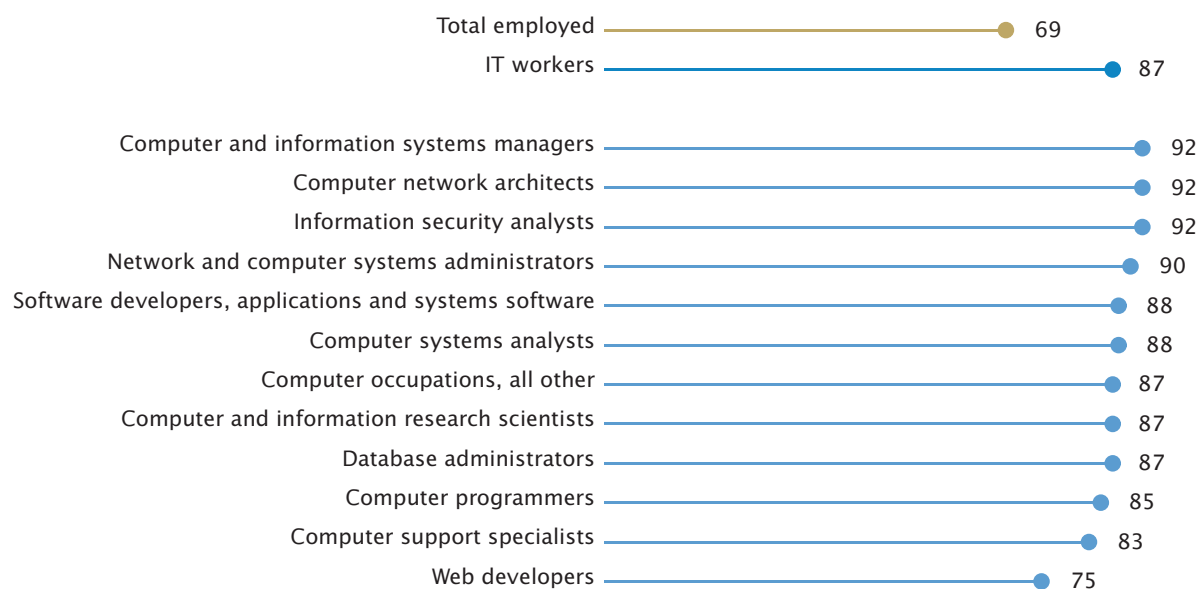 Total employed 69
IT workers 87
Computer and information systems managers 92
Computer network architects 92
Information security analysts 92
Network and computer systems administrators 90
Software developers, applications and systems software 88
Computer systems analysts 88
Computer occupations, all other 87
Computer and information research scientists 87
Database administrators 87
Computer programmers 85
Computer support specialists 83
Web developers 75